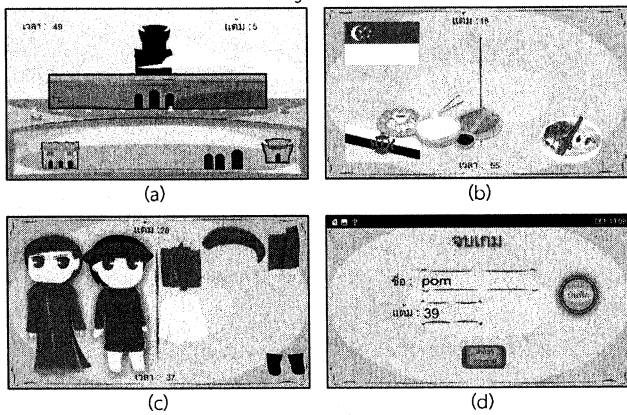 เวลา : 49 แต้ม : 5
(a)
แต้ม : 16
เวลา : 55
(b)
แต้ม : 28
เวลา : 37
(c)
จบเกม
ชื่อ : pom
แต้ม : 39
(d)